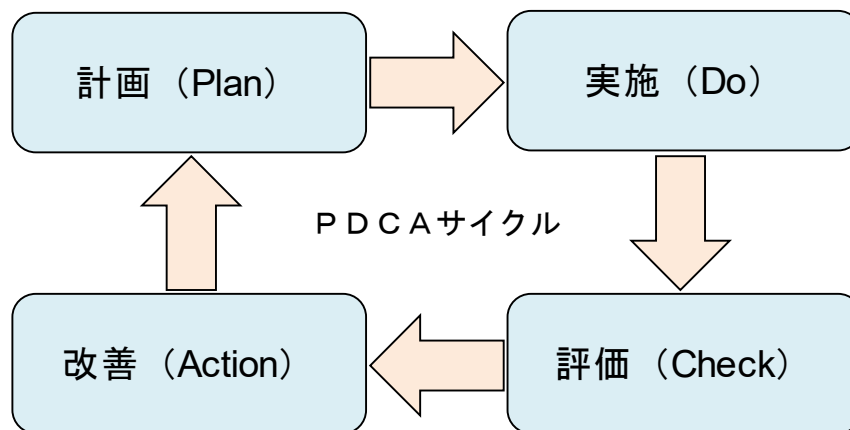 計画（Plan）
実施（Do）
ＰＤＣＡサイクル
改善（Action）
評価（Check）